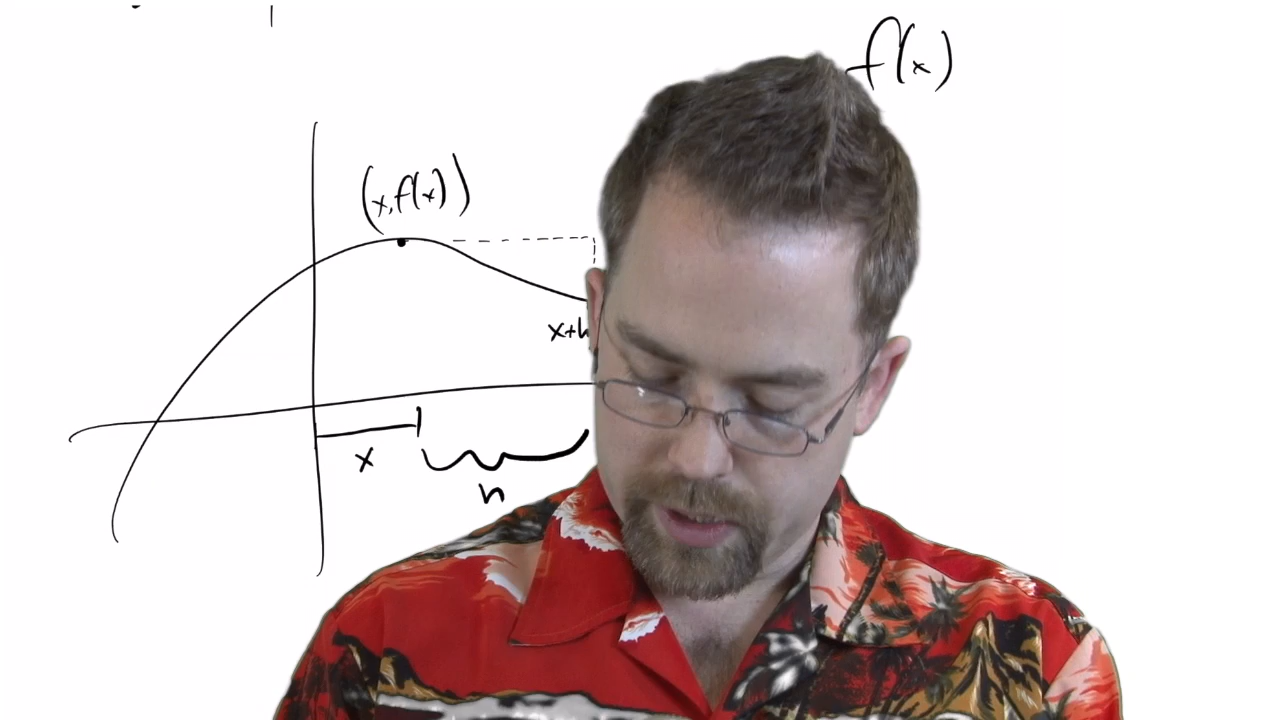 f(x)
(x,f(x))
x+h
x
h